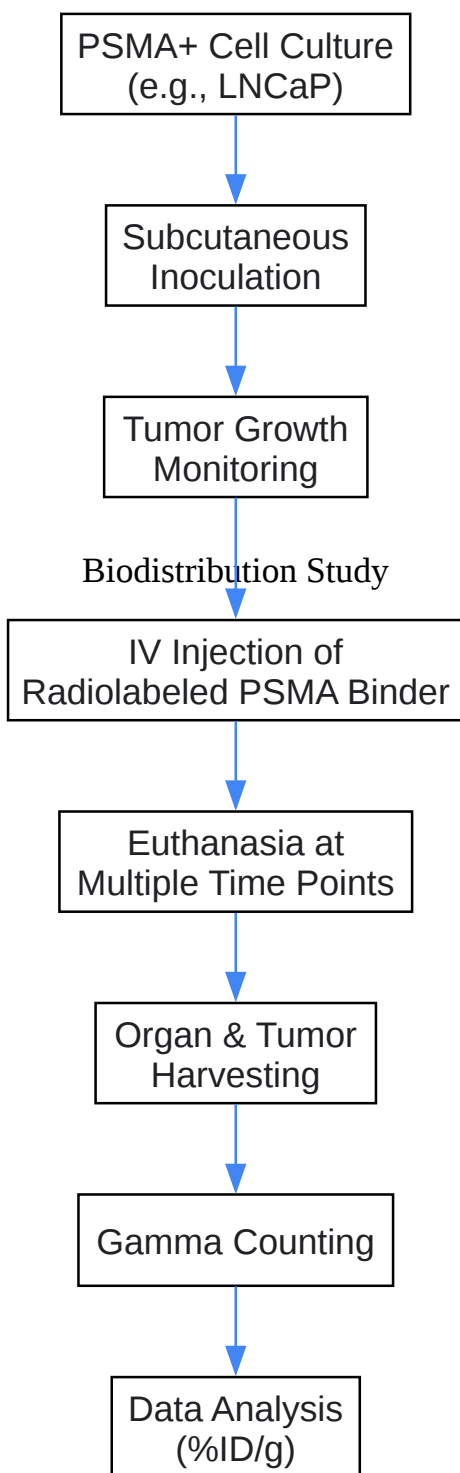 PSMA+ Cell Culture
(e.g., LNCaP)
Subcutaneous
Inoculation
Tumor Growth
Monitoring
Biodistribution Study
IV Injection of
Radiolabeled PSMA Binder
Euthanasia at
Multiple Time Points
Organ & Tumor
Harvesting
Gamma Counting
Data Analysis
(%ID/g)